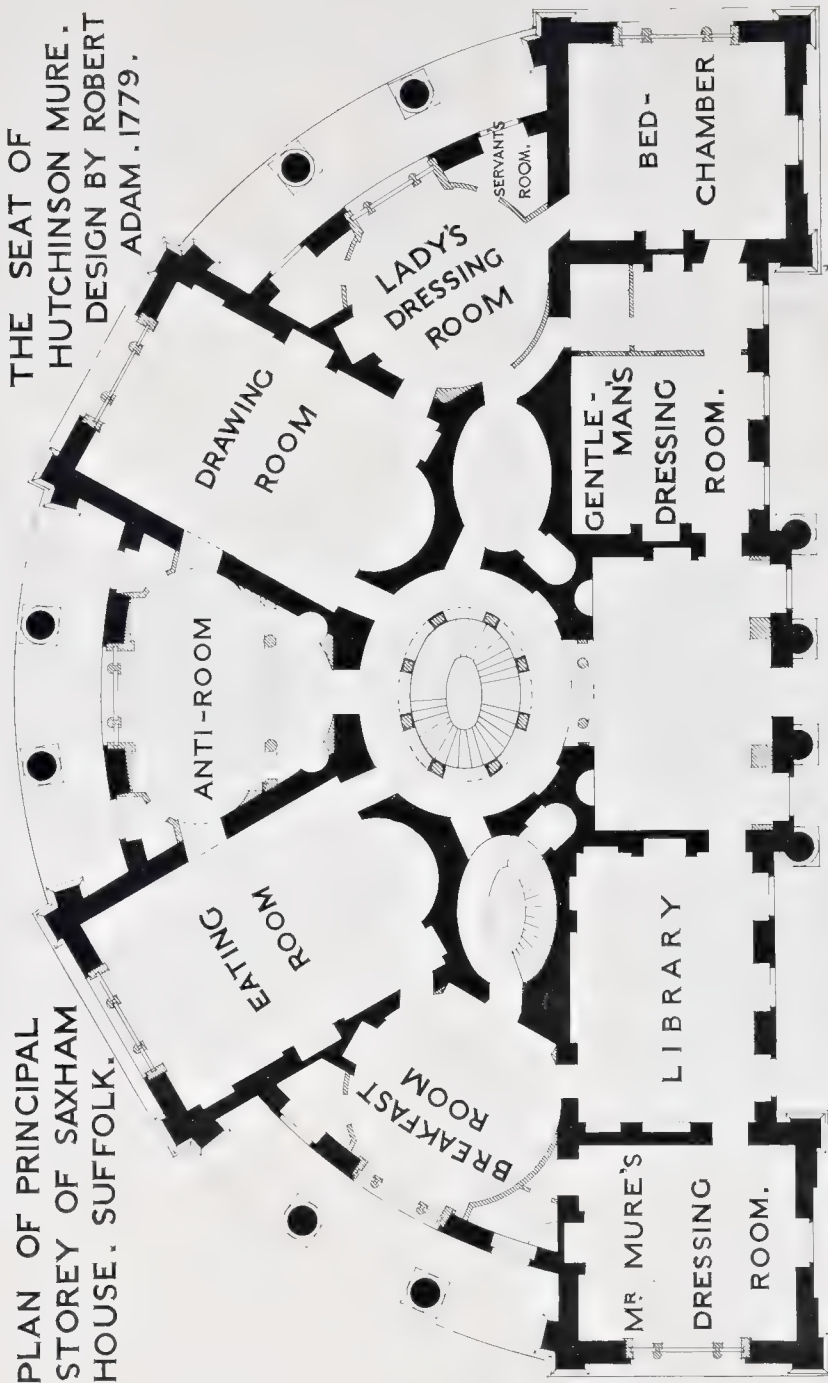 PLAN OF PRINCIPAL
STOREY OF SAXHAM
HOUSE. SUFFOLK.
THE SEAT OF
HUTCHINSON MURE.
DESIGN BY ROBERT
ADAM. 1779.
EATING
ROOM
ANTI-ROOM
DRAWING
ROOM
BREAKFAST
ROOM
LADY'S
DRESSING
ROOM
SERVANT'S
ROOM.
MR MURE'S
DRESSING
ROOM.
LIBRARY
GENTLE-
MAN'S
DRESSING
ROOM.
BED-
CHAMBER